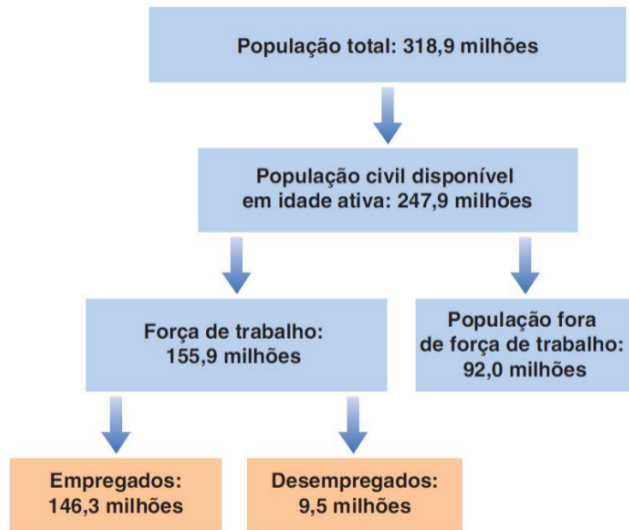 População total: 318,9 milhões
População civil disponível
em idade ativa: 247,9 milhões
Força de trabalho:
155,9 milhões
População fora
de força de trabalho:
92,0 milhões
Empregados:
146,3 milhões
Desempregados:
9,5 milhões